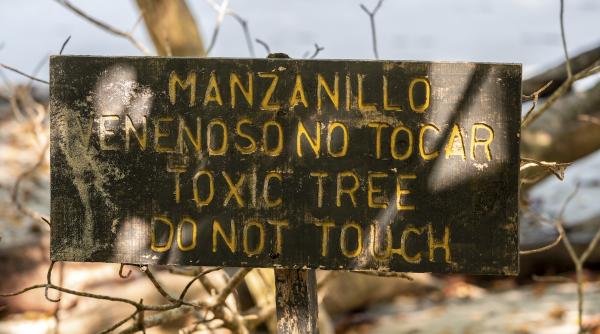 MANZANILLO
VENENOSO NO TOCAR
TOXIC TREE
DO NOT TOUCH